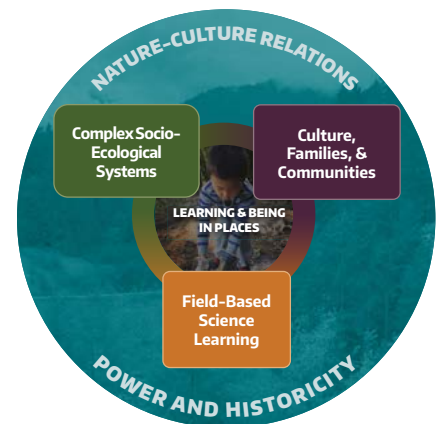 NATURE-CULTURE RELATIONS
Complex Socio-
Ecological
Systems
Culture,
Families, &
Communities
LEARNING & BEING
IN PLACES
Field-Based
Science
Learning
POWER AND HISTORICITY